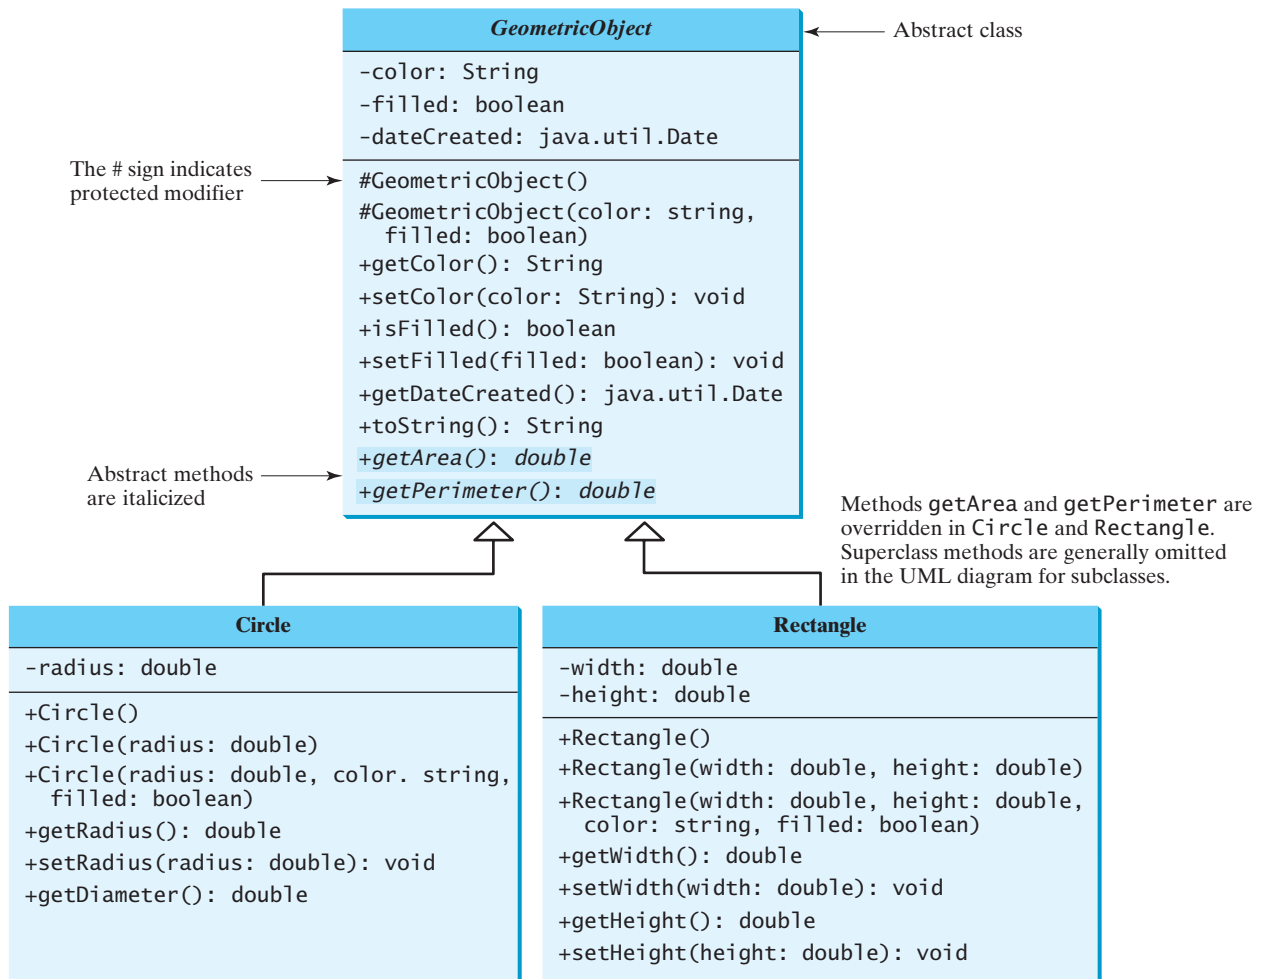 GeometricObject
Abstract class
-color: String
-filled: boolean
-dateCreated: java.util.Date
The # sign indicates
protected modifier
#GeometricObject()
#GeometricObject(color: string,
filled: boolean)
+getColor(): String
+setColor(color: String): void
+isFilled(): boolean
+setFilled(filled: boolean): void
+getDateCreated(): java.util.Date
+toString(): String
+getArea(): double
+getPerimeter(): double
Abstract methods
are italicized
Methods getArea and getPerimeter are
overridden in Circle and Rectangle.
Superclass methods are generally omitted
in the UML diagram for subclasses.
Circle
-radius: double
+Circle()
+Circle(radius: double)
+Circle(radius: double, color. string,
filled: boolean)
+getRadius(): double
+setRadius(radius: double): void
+getDiameter(): double
Rectangle
-width: double
-height: double
+Rectangle()
+Rectangle(width: double, height: double)
+Rectangle(width: double, height: double,
color: string, filled: boolean)
+getWidth(): double
+setWidth(width: double): void
+getHeight(): double
+setHeight(height: double): void